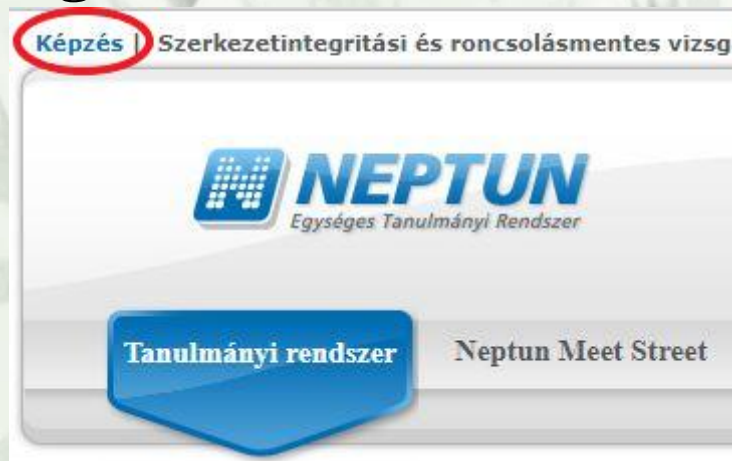 Képzés | Szerkezetintegritási és roncsolásmentes vizsg
NEPTUN
Egységes Tanulmányi Rendszer
Tanulmányi rendszer Neptun Meet Street